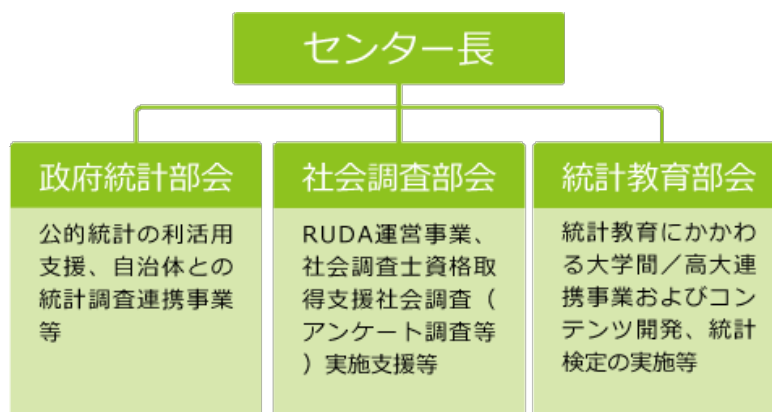 センター長
政府統計部会
公的統計の利活用
支援、自治体との
統計調査連携事業
等
社会調査部会
RUDA運営事業、
社会調査士資格取
得支援社会調査（
アンケート調査等
）実施支援等
統計教育部会
統計教育にかかわ
る大学間／高大連
携事業およびコン
テンツ開発、統計
検定の実施等